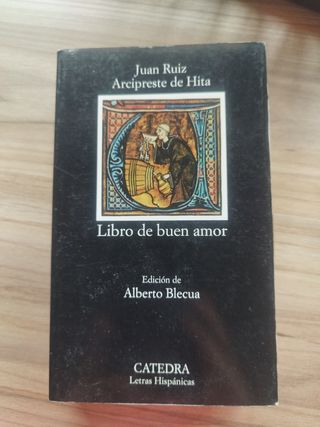 Juan Ruiz
Arcipreste de Hita
Libro de buen amor
Edición de
Alberto Blecua
CATEDRA
Letras Hispánicas